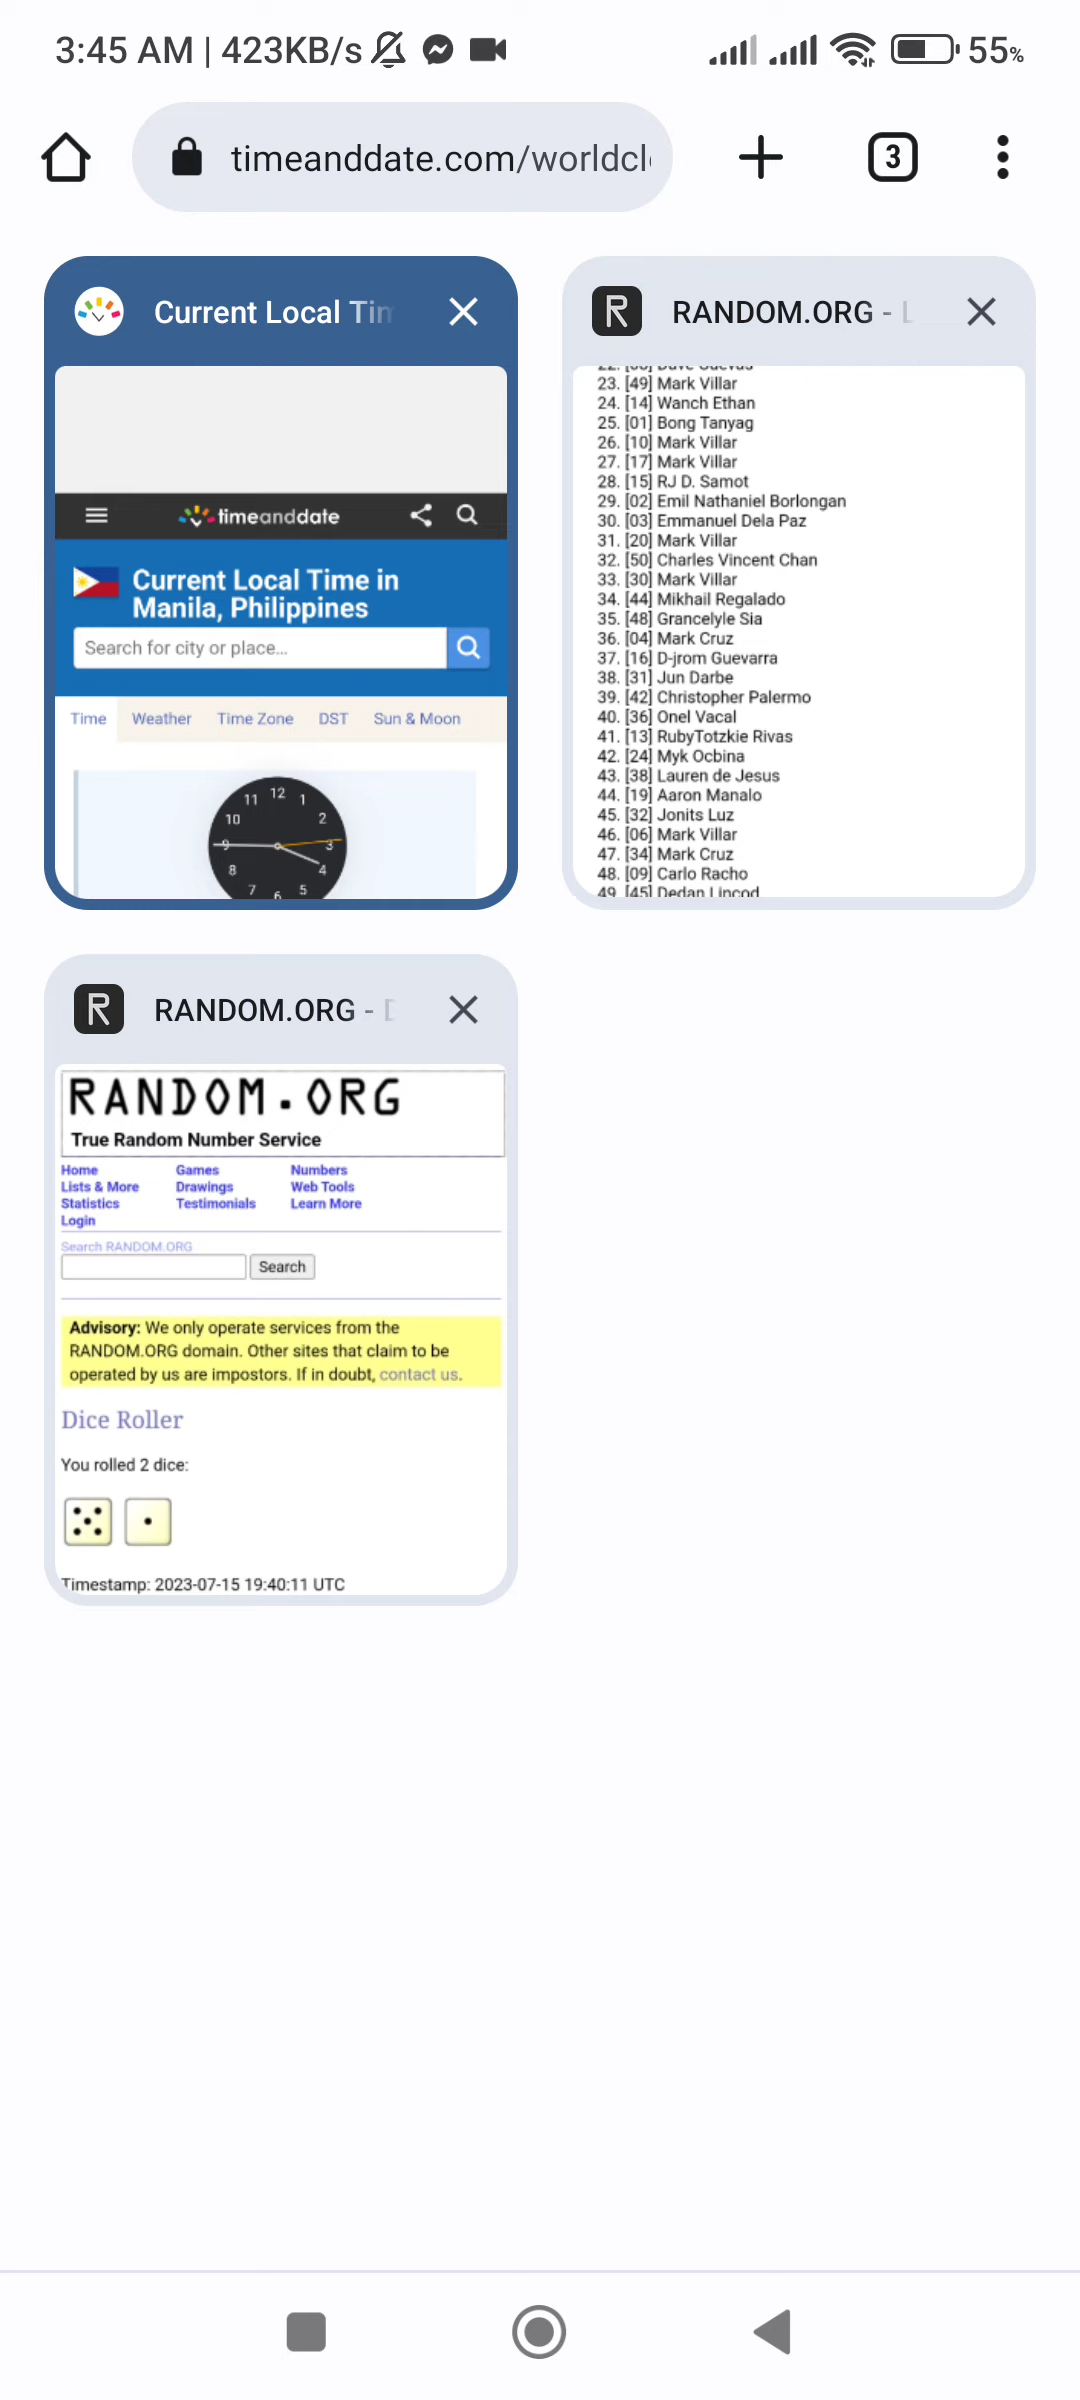 3:45 AM | 423KB/s
55%
timeanddate.com/worldcl
3
Current Local Tim
timeanddate
Current Local Time in
Manila, Philippines
Search for city or place...
Time Weather Time Zone DST Sun & Moon
12
11 1
10 2
9 3
8 4
7 5
6
RANDOM.ORG - L
23. [49] Mark Villar
24. [14] Wanch Ethan
25. [01] Bong Tanyag
26. [10] Mark Villar
27. [17] Mark Villar
28. [15] RJ D. Samot
29. [02] Emil Nathaniel Borlongan
30. [03] Emmanuel Dela Paz
31. [20] Mark Villar
32. [50] Charles Vincent Chan
33. [30] Mark Villar
34. [44] Mikhail Regalado
35. [48] Grancelyle Sia
36. [04] Mark Cruz
37. [16] D-jrom Guevarra
38. [31] Jun Darbe
39. [42] Christopher Palermo
40. [36] Onel Vacal
41. [13] RubyTotzkie Rivas
42. [24] Myk Ocbina
43. [38] Lauren de Jesus
44. [19] Aaron Manalo
45. [32] Jonits Luz
46. [06] Mark Villar
47. [34] Mark Cruz
48. [09] Carlo Racho
49. [45] Dedan Lincod
RANDOM.ORG - D
RANDOM.ORG
True Random Number Service
Home Games Numbers
Lists & More Drawings Web Tools
Statistics Testimonials Learn More
Login
Search RANDOM.ORG
Search
Advisory: We only operate services from the
RANDOM.ORG domain. Other sites that claim to be
operated by us are impostors. If in doubt, contact us.
Dice Roller
You rolled 2 dice:
Timestamp: 2023-07-15 19:40:11 UTC